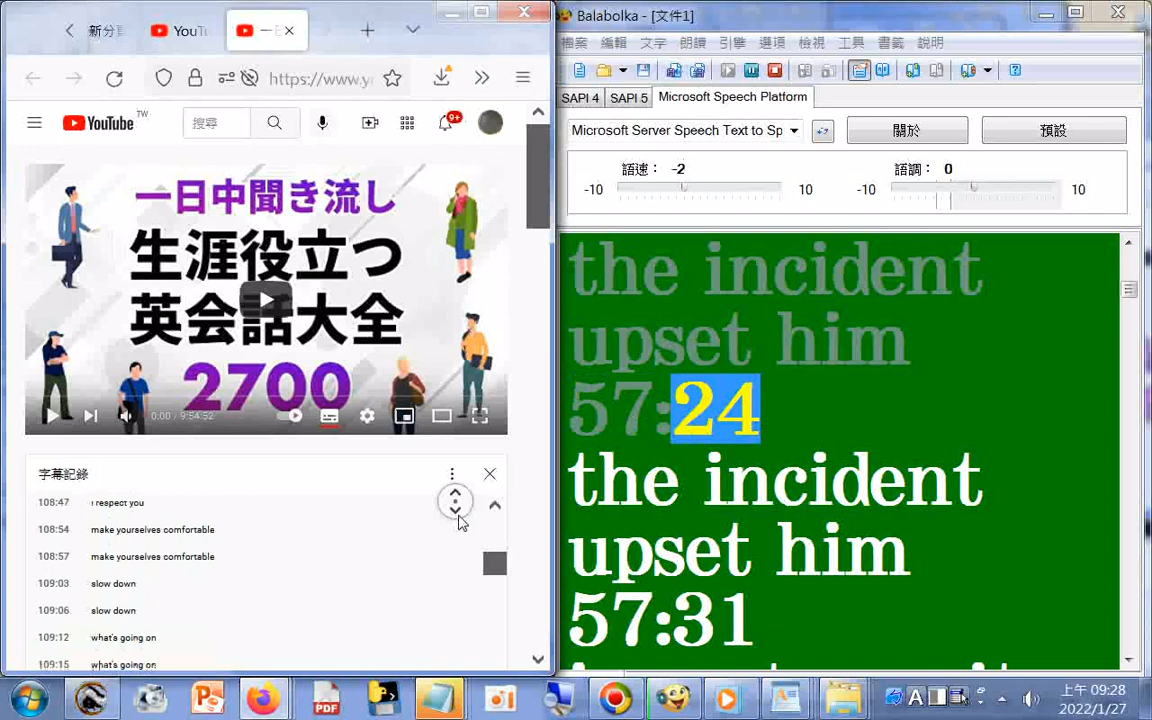 新分
YouTu
一 E
https://www.y
YouTube TW
搜尋
9+
一日中聞き流し
生涯役立つ
英会話大全
2700
0:00 / 9:54:52
字幕記錄
108:47 i respect you
108:54 make yourselves comfortable
108:57 make yourselves comfortable
109:03 slow down
109:06 slow down
109:12 what's going on
109:15 what's going on
Balabolka - [文件1]
檔案 編輯 文字 朗讀 引擎 選項 檢視 工具 書籤 說明
SAPI 4 SAPI 5 Microsoft Speech Platform
Microsoft Server Speech Text to Sp 關於 預設
語速： -2 語調： 0
-10 10 -10 10
the incident
upset him
57:24
the incident
upset him
57:31
PDF
A
上午 09:28
2022/1/27